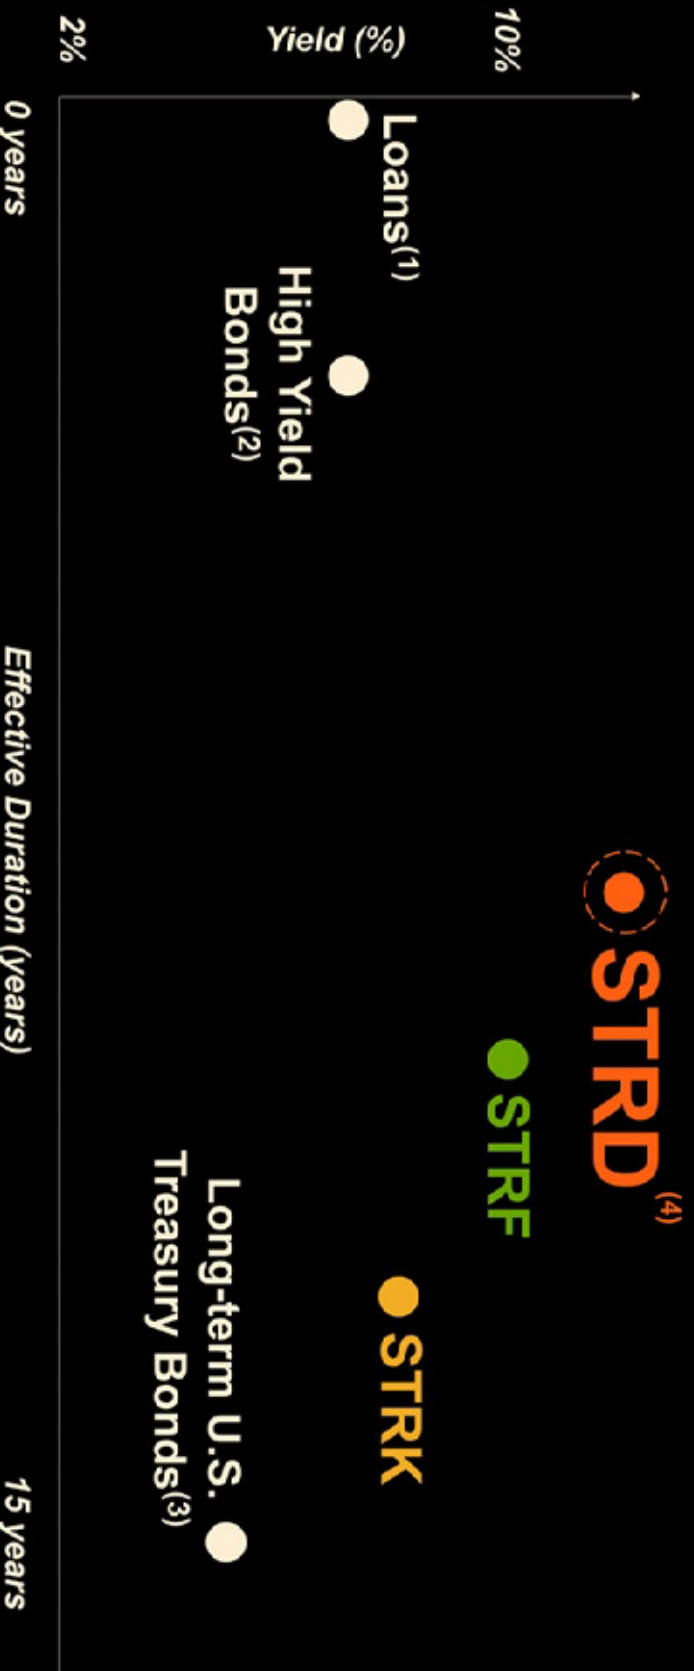 10%
STRD(4)
STRF
Yield (%)
Loans(1)
STRK
High Yield
Bonds(2)
Long-term U.S.
Treasury Bonds(3)
2%
0 years
Effective Duration (years)
15 years